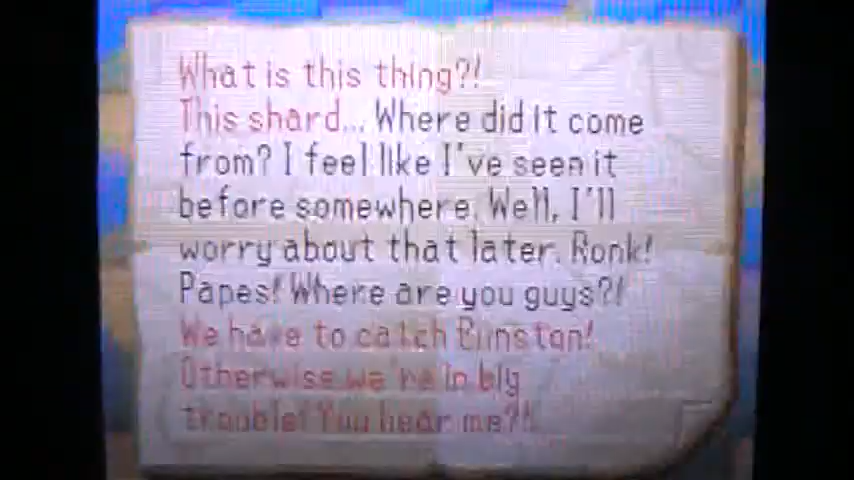 What is this thing?!
This shard... Where did it come
from? I feel like I've seen it
before somewhere. Well, I'll
worry about that later. Ronk!
Papes! Where are you guys?!
We have to catch Bunston!
Otherwise we're in big
trouble! You hear me?!